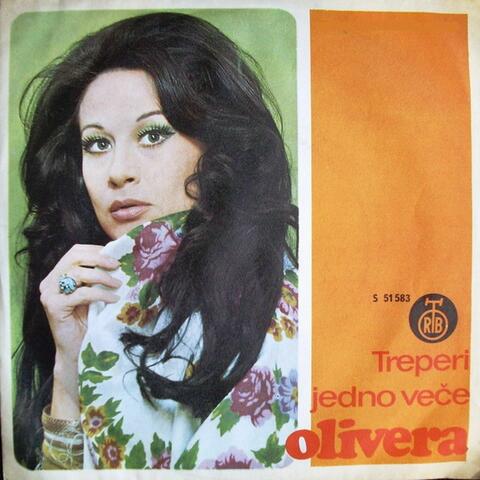 S 51583
RTB
Treperi
jedno veče
olivera